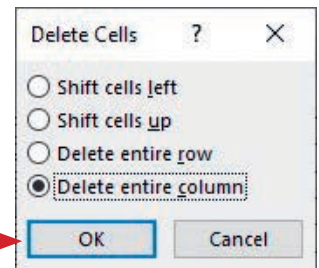 Delete Cells ? ×
Shift cells left
Shift cells up
Delete entire row
Delete entire column
OK Cancel